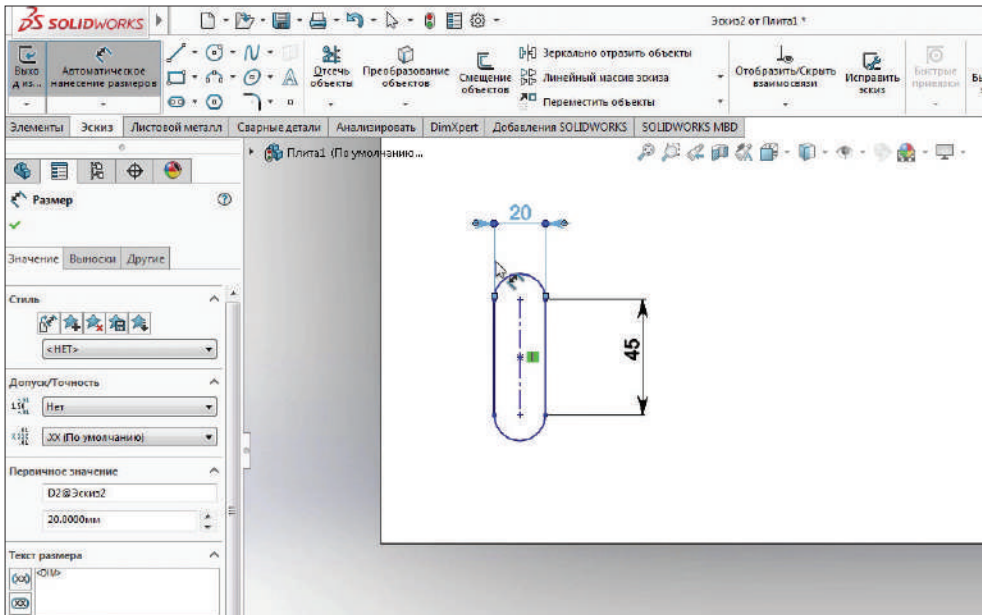 SOLIDWORKS
Эскиз2 от Плита1 *
Выхо
д из...
Автоматическое
нанесение размеров
Отсечь
объекты
Преобразование
объектов
Смещение
объектов
Зеркально отразить объекты
Линейный массив эскиза
Переместить объекты
Отобразить/Скрыть
взаимосвязи
Исправить
эскиз
Быстрые
привязки
Элементы Эскиз Листовой металл Сварные детали Анализировать DimXpert Добавления SOLIDWORKS SOLIDWORKS MBD
Плита1 (По умолчанию...
Размер
Значение Выноски Другие
Стиль
<НЕТ>
Допуск/Точность
Нет
.XX (По умолчанию)
Первичное значение
D2@Эскиз2
20.0000мм
Текст размера
<DIM>
20
45